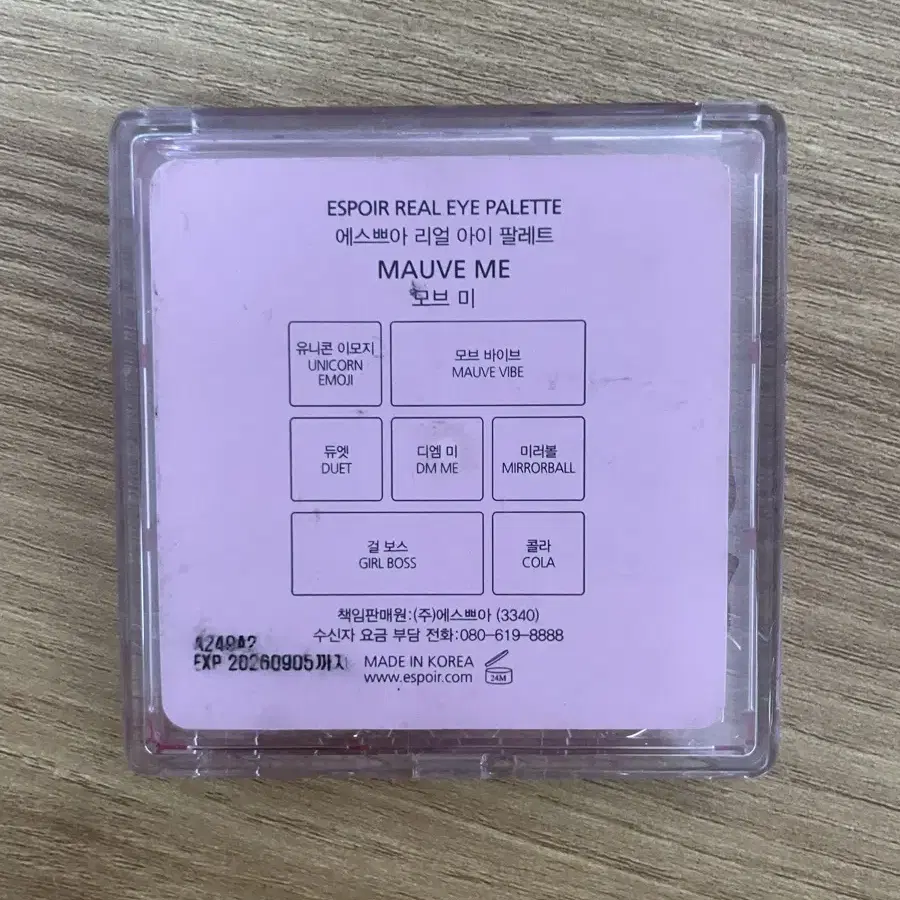 ESPOIR REAL EYE PALETTE
에스쁘아 리얼 아이 팔레트
MAUVE ME
모브 미
유니콘 이모지
UNICORN
EMOJI
모브 바이브
MAUVE VIBE
듀엣
DUET
디엠 미
DM ME
미러볼
MIRRORBALL
걸 보스
GIRL BOSS
콜라
COLA
책임판매원:(주)에스쁘아 (3340)
수신자 요금 부담 전화:080-619-8888
A249A2
EXP 20260905까지
MADE IN KOREA
www.espoir.com
24M